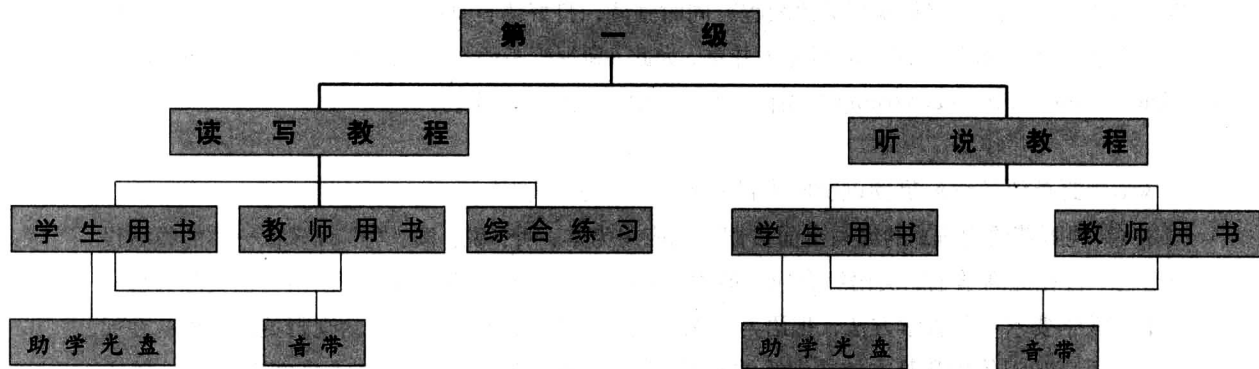 第一级
读写教程
听说教程
学生用书
教师用书
综合练习
学生用书
教师用书
助学光盘
音带
助学光盘
音带